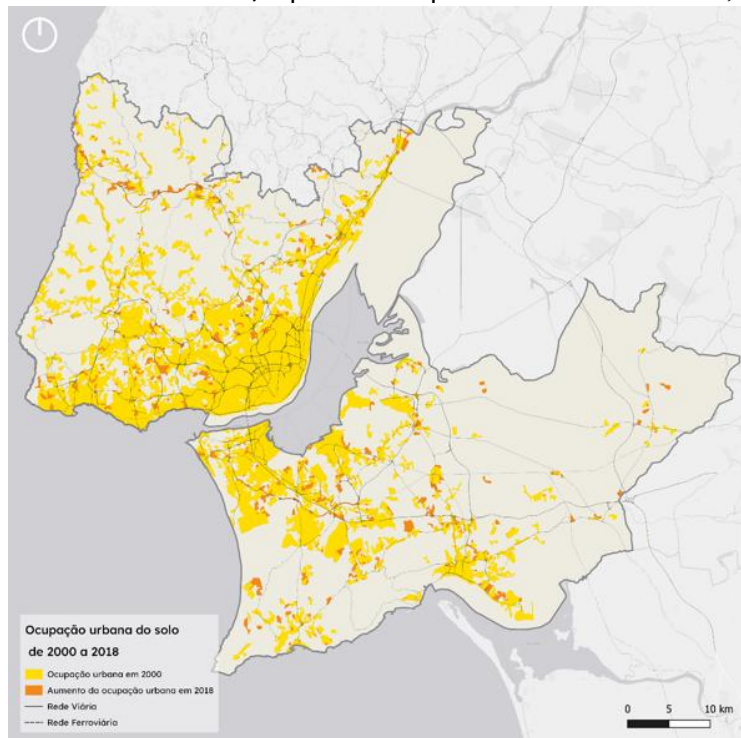 Ocupação urbana do solo
de 2000 a 2018
Ocupação urbana em 2000
Aumento da ocupação urbana em 2018
Rede Viária
Rede Ferroviária
0 5 10 km